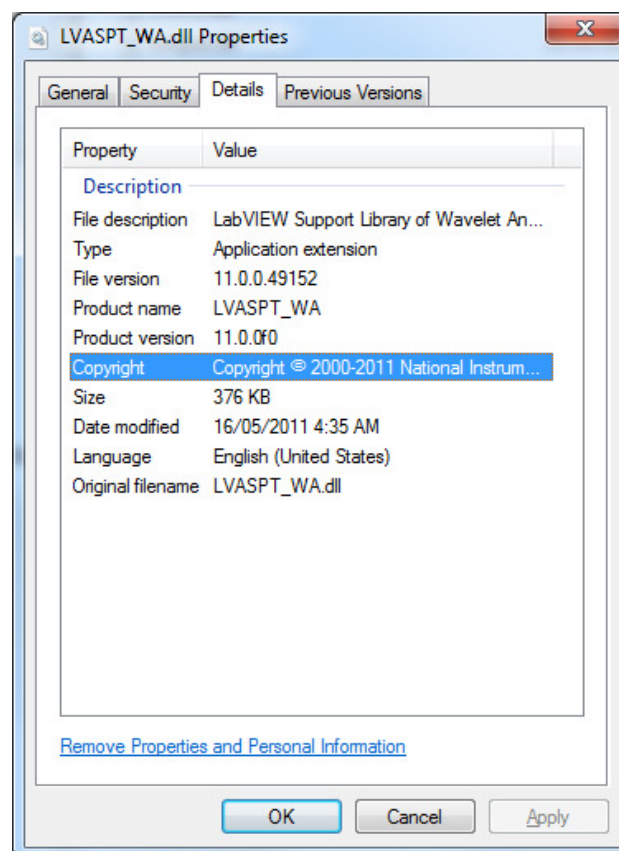 LVASPT_WA.dll Properties
General Security Details Previous Versions
Property Value
Description
File description LabVIEW Support Library of Wavelet An...
Type Application extension
File version 11.0.0.49152
Product name LVASPT_WA
Product version 11.0.0f0
Copyright Copyright © 2000-2011 National Instrum...
Size 376 KB
Date modified 16/05/2011 4:35 AM
Language English (United States)
Original filename LVASPT_WA.dll
Remove Properties and Personal Information
OK Cancel Apply